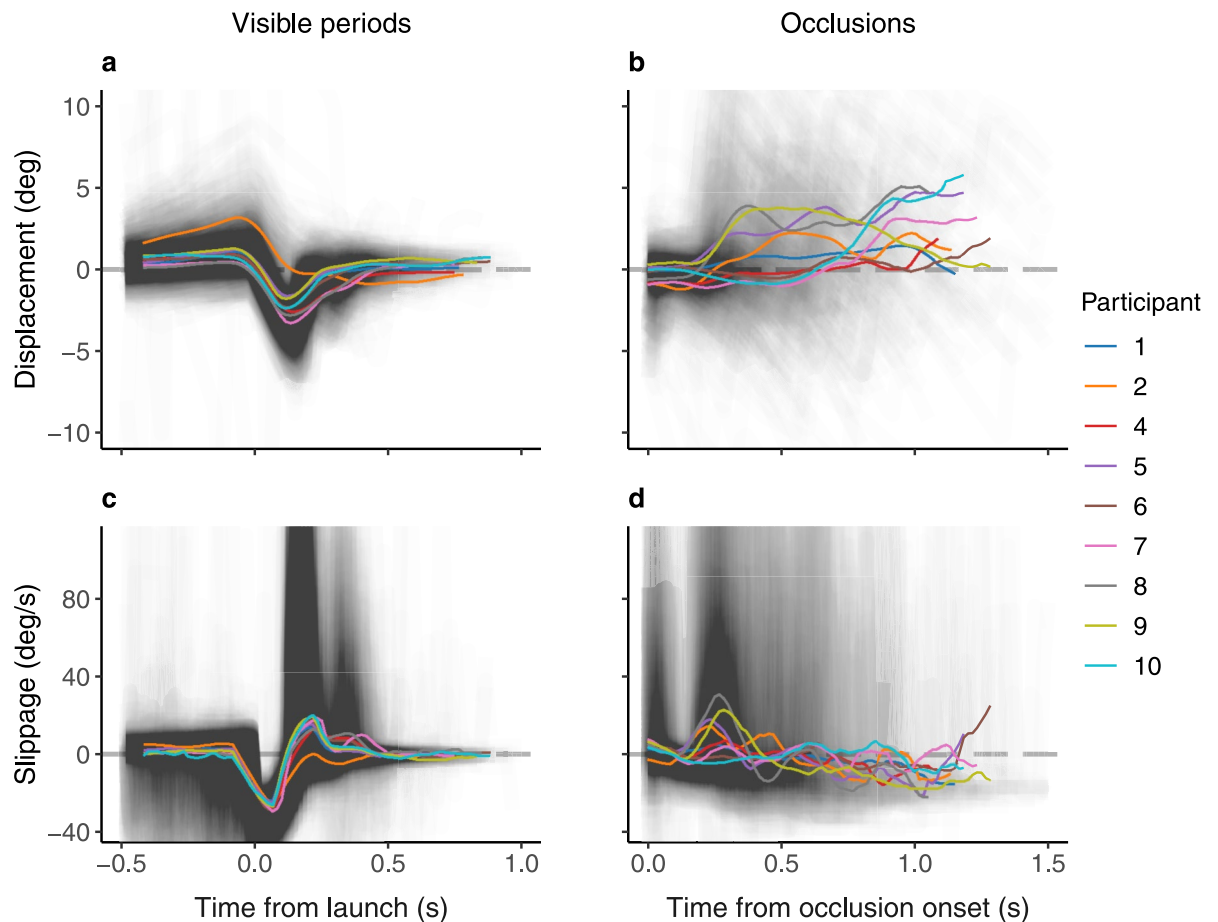 Visible periods
Occlusions
a
b
Displacement (deg)
10
5
0
−5
−10
c
d
Slippage (deg/s)
80
40
0
−40
−0.5
0.0
0.5
1.0
0.0
0.5
1.0
1.5
Time from launch (s)
Time from occlusion onset (s)
Participant
1
2
4
5
6
7
8
9
10